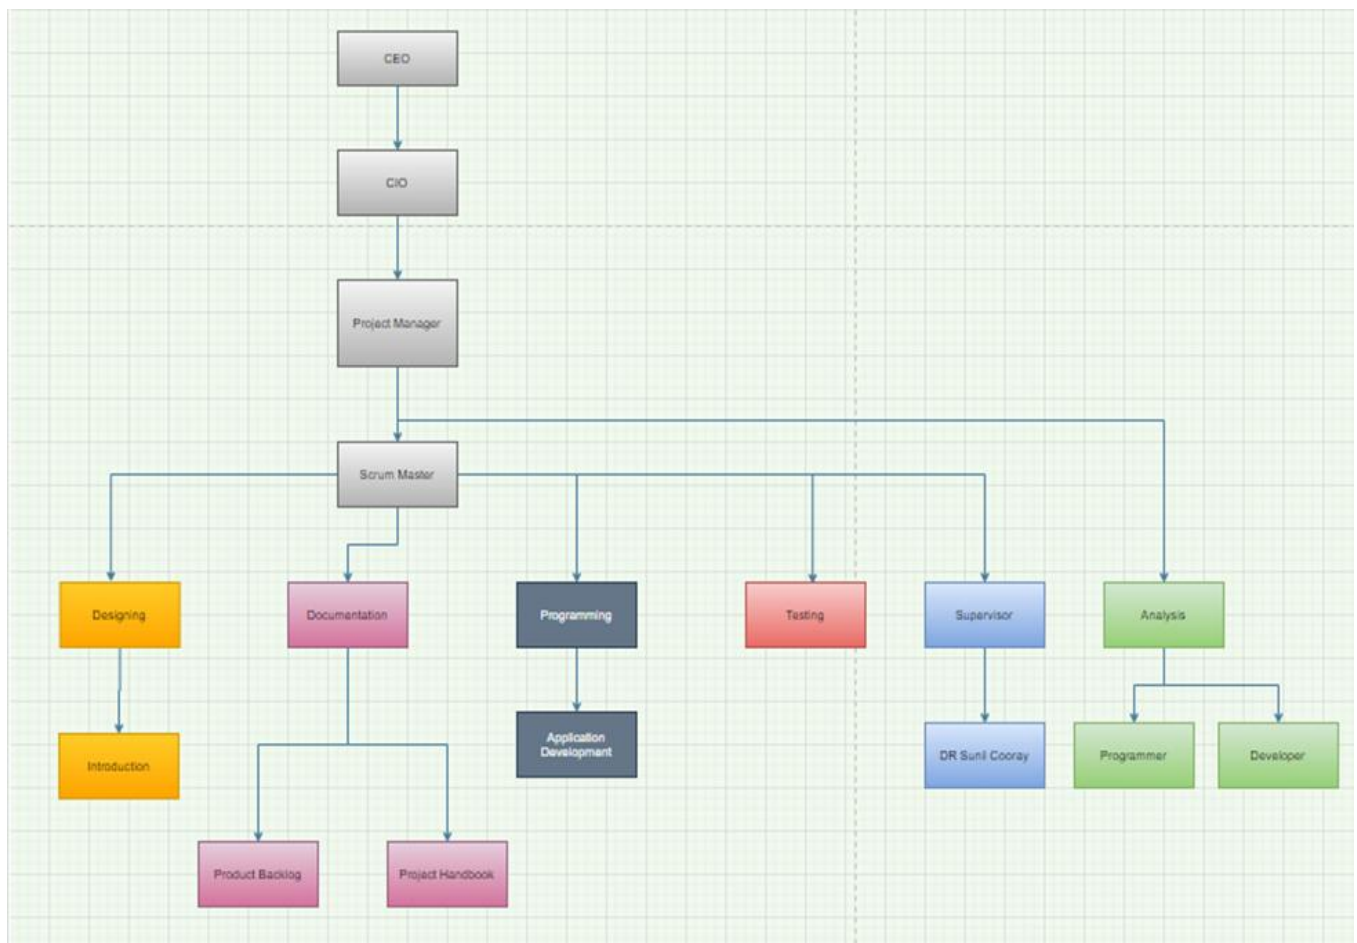 CEO
CIO
Project Manager
Scrum Master
Designing
Documentation
Programming
Testing
Supervisor
Analysis
Introduction
Application
Development
DR Sunil Cooray
Programmer
Developer
Product Backlog
Project Handbook